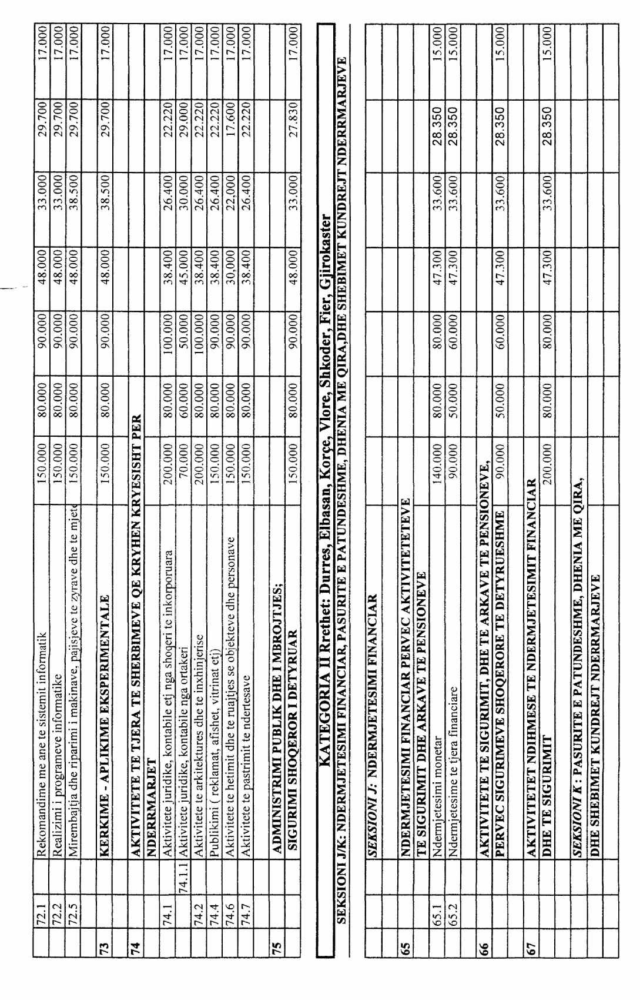 72.1 Rekomandime me ane te sistemit informatik 150.000 80.000 90.000 48.000 33.000 29.700 17.000
72.2 Realizimi i programeve informatike 150.000 80.000 90.000 48.000 33.000 29.700 17.000
72.5 Mirembajtja dhe riparimi i makinave, pajisjeve te zyrave dhe te mjete 150.000 80.000 90.000 48.000 38.500 29.700 17.000
73 KERKIME - APLIKIME EKSPERIMENTALE 150.000 80.000 90.000 48.000 38.500 29.700 17.000
74 AKTIVITETE TE TJERA TE SHERBIMEVE QE KRYHEN KRYESISHT PER
NDERRMARJET
74.1 Aktivitete juridike, kontabile etj nga shoqeri te inkorporuara 200.000 80.000 100.000 38.400 26.400 22.220 17.000
74.1.1 Aktivitete juridike, kontabile nga ortakeri 70.000 60.000 50.000 45.000 30.000 29.000 17.000
74.2 Aktivitete te arkitektures dhe te inxhinjerise 200.000 80.000 100.000 38.400 26.400 22.220 17.000
74.4 Publikimi ( reklamat, afishet, vitrinat etj) 150.000 80.000 90.000 38.400 26.400 22.220 17.000
74.6 Aktivitete te hetimit dhe te ruajtjes se objekteve dhe personave 150.000 80.000 90.000 30,000 22,000 17.600 17.000
74.7 Aktivitete te pastrimit te ndertesave 150.000 80.000 90.000 38.400 26.400 22.220 17.000
75 ADMINISTRIMI PUBLIK DHE I MBROJTJES;
SIGURIMI SHOQEROR I DETYRUAR 150.000 80.000 90.000 48.000 33.000 27.830 17.000
KATEGORIA II Rrethet: Durres, Elbasan, Korçe, Vlore, Shkoder, Fier, Gjirokaster
SEKSIONI J/K: NDERMJETESIMI FINANCIAR, PASURITE E PATUNDESHME, DHENIA ME QIRA,DHE SHEBIMET KUNDREJT NDERRMARJEVE
SEKSIONI J: NDERMJETESIMI FINANCIAR
65 NDERMJETESIMI FINANCIAR PERVEC AKTIVITETETEVE
TE SIGURIMIT DHE ARKAVE TE PENSIONEVE
65.1 Ndermjetesimi monetar 140.000 80.000 80.000 47.300 33.600 28.350 15.000
65.2 Ndermjetesime te tjera financiare 90.000 50.000 60.000 47.300 33.600 28.350 15.000
66 AKTIVITETE TE SIGURIMIT, DHE TE ARKAVE TE PENSIONEVE,
PERVEC SIGURIMEVE SHOQERORE TE DETYRUESHME 90.000 50.000 60.000 47.300 33.600 28.350 15.000
67 AKTIVITETET NDIHMESE TE NDERMJETESIMIT FINANCIAR
DHE TE SIGURIMIT 200.000 80.000 80.000 47.300 33.600 28.350 15.000
SEKSIONI K : PASURITE E PATUNDESHME, DHENIA ME QIRA,
DHE SHEBIMET KUNDREJT NDERRMARJEVE